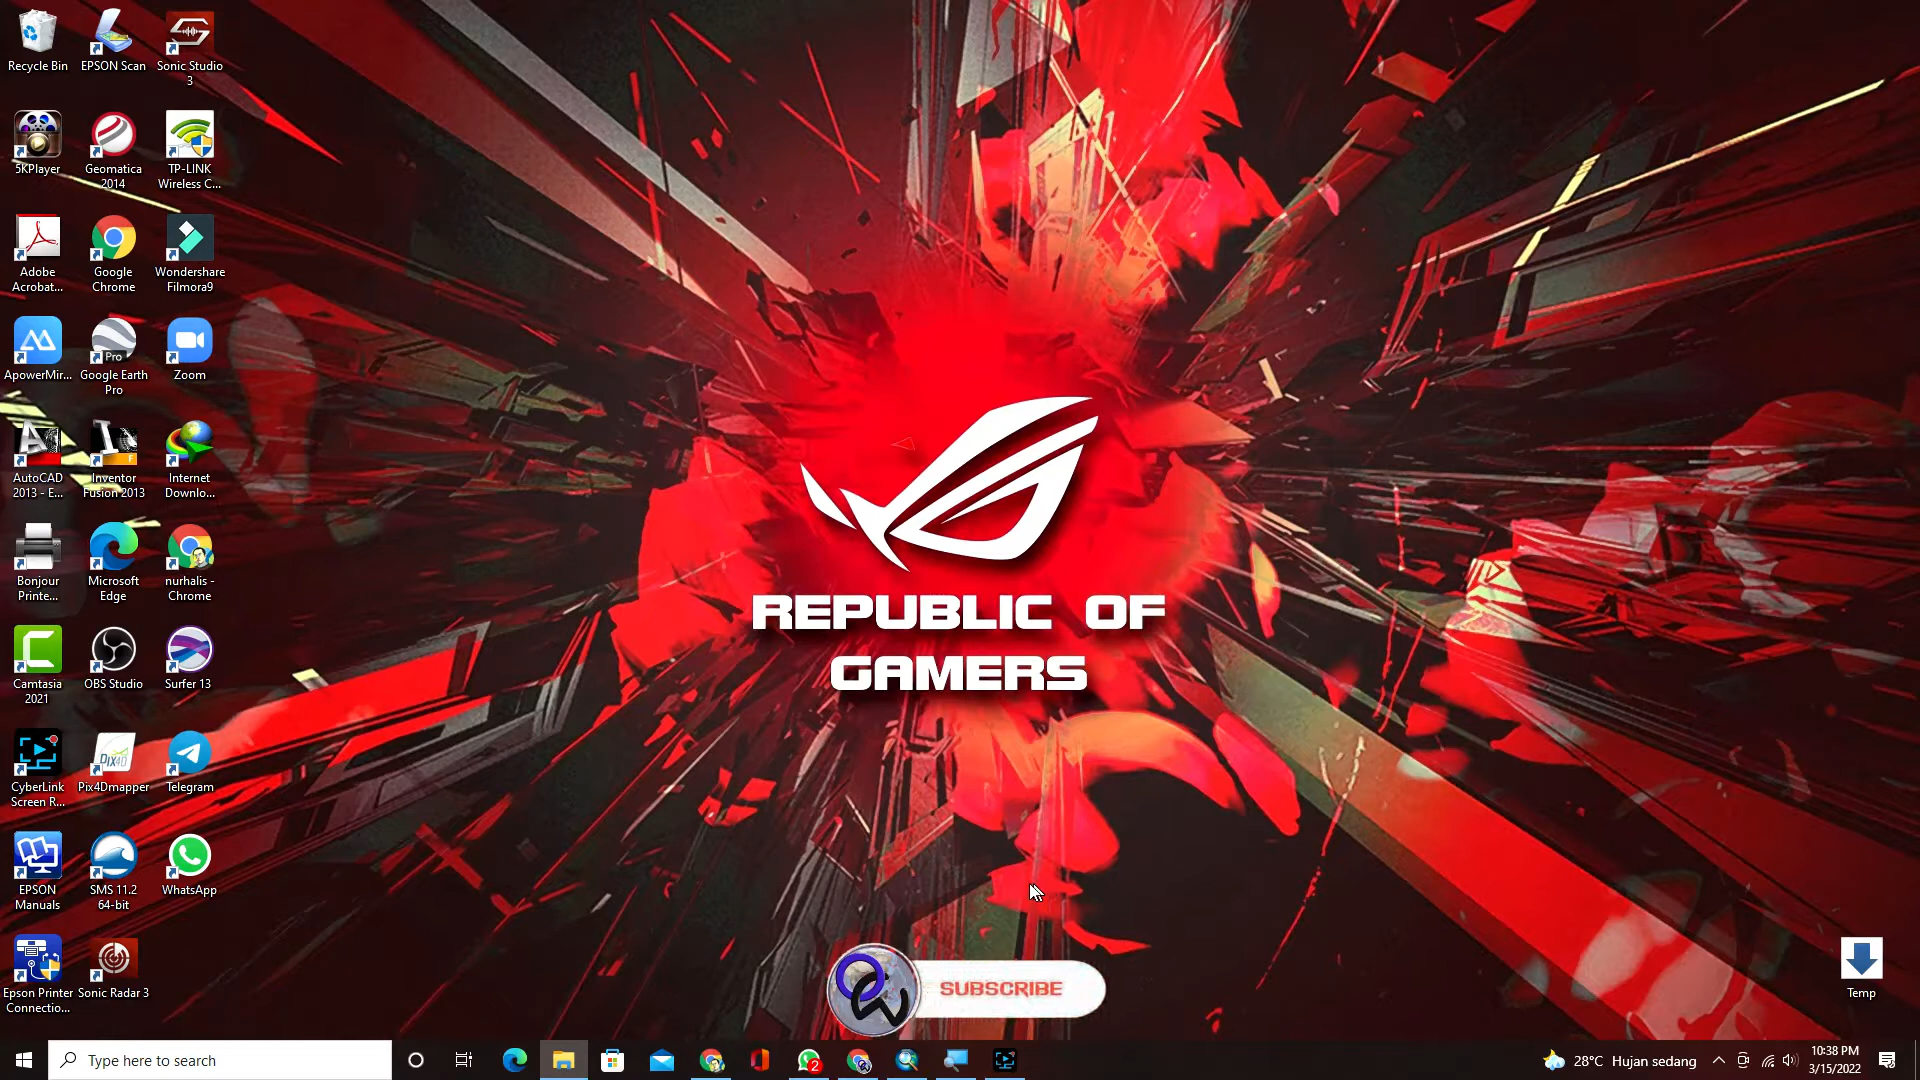 Recycle Bin
EPSON Scan
Sonic Studio
3
5KPlayer
Geomatica
2014
TP-LINK
Wireless C...
Adobe
Acrobat...
Google
Chrome
Wondershare
Filmora9
ApowerMir...
Pro
Google Earth
Pro
Zoom
AutoCAD
2013 - E...
Inventor
Fusion 2013
Internet
Downlo...
Bonjour
Printe...
Microsoft
Edge
nurhalis -
Chrome
Camtasia
2021
OBS Studio
Surfer 13
CyberLink
Screen R...
Pix4Dmapper
Telegram
EPSON
Manuals
SMS 11.2
64-bit
WhatsApp
Epson Printer
Connectio...
Sonic Radar 3
REPUBLIC OF
GAMERS
SUBSCRIBE
Temp
Type here to search
2
28°C Hujan sedang
10:38 PM
3/15/2022